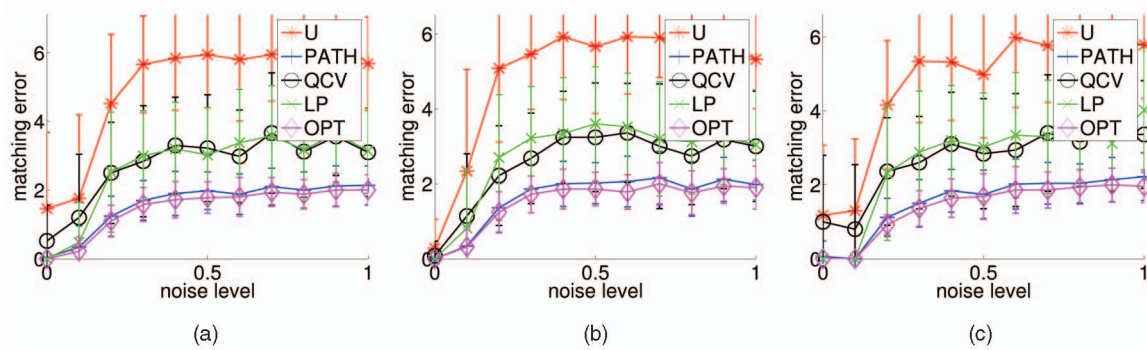 6
4
2
0
matching error
U
PATH
QCV
LP
OPT
0
0.5
1
noise level
(a)
6
4
2
0
matching error
U
PATH
QCV
LP
OPT
0
0.5
1
noise level
(b)
6
4
2
0
matching error
U
PATH
QCV
LP
OPT
0
0.5
1
noise level
(c)